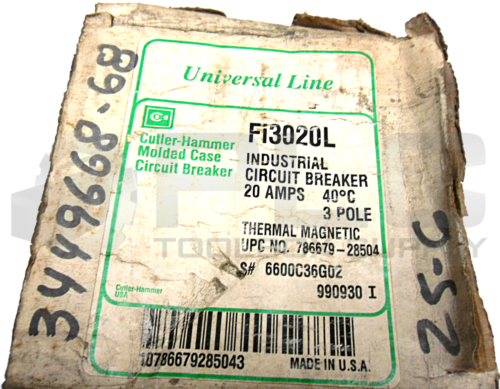 Universal Line
Cutler-Hammer
Molded Case
Circuit Breaker
Fi3020L
INDUSTRIAL
CIRCUIT BREAKER
20 AMPS 40°C
3 POLE
THERMAL MAGNETIC
UPC NO. 786679-28504
S# 6600C36G02
990930 I
Cutler-Hammer
USA
10786679285043
MADE IN U.S.A.
3449668-68
25-C